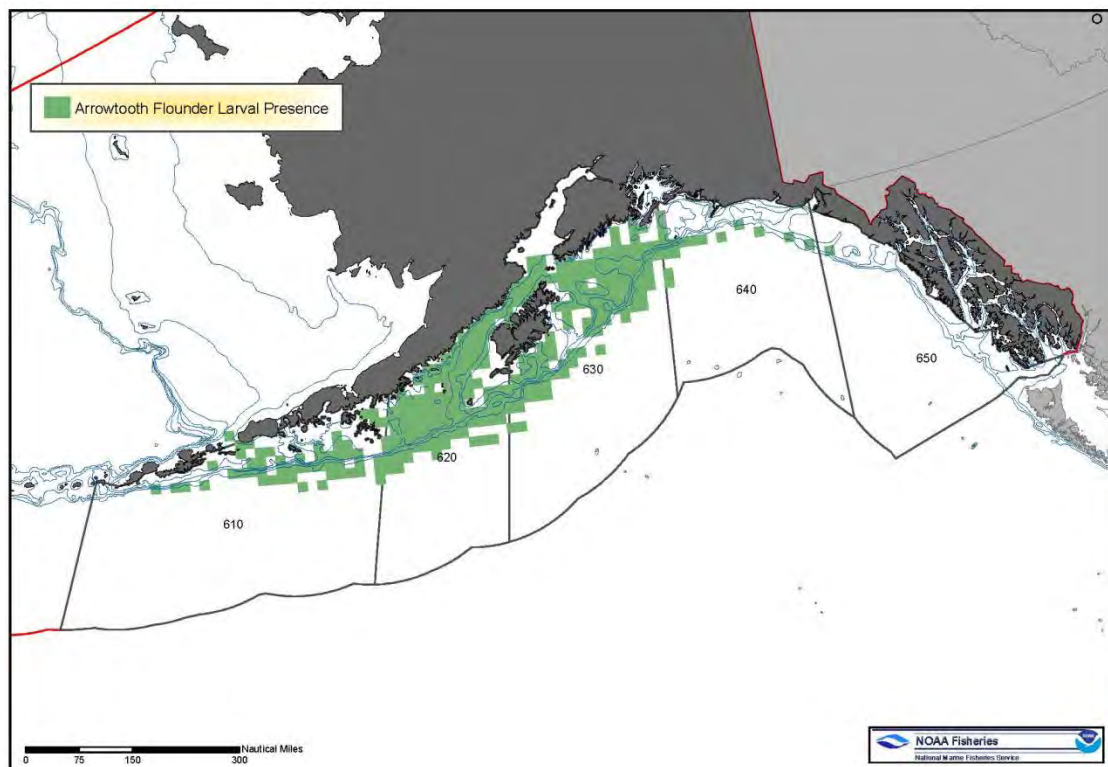 Arrowtooth Flounder Larval Presence
640
650
630
620
610
Nautical Miles
0 75 150 300
NOAA Fisheries
National Marine Fisheries Service